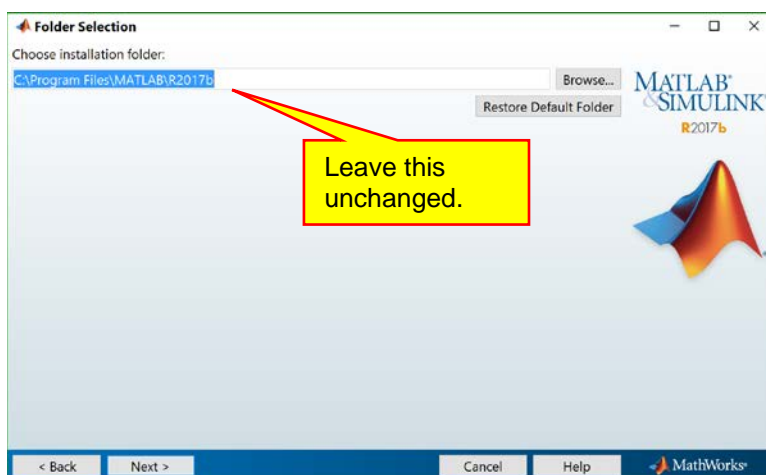 Folder Selection
Choose installation folder:
C:\Program Files\MATLAB\R2017b
Browse...
MATLAB®
Restore Default Folder
&SIMULINK®
R2017b
Leave this
unchanged.
< Back Next > Cancel Help MathWorks®